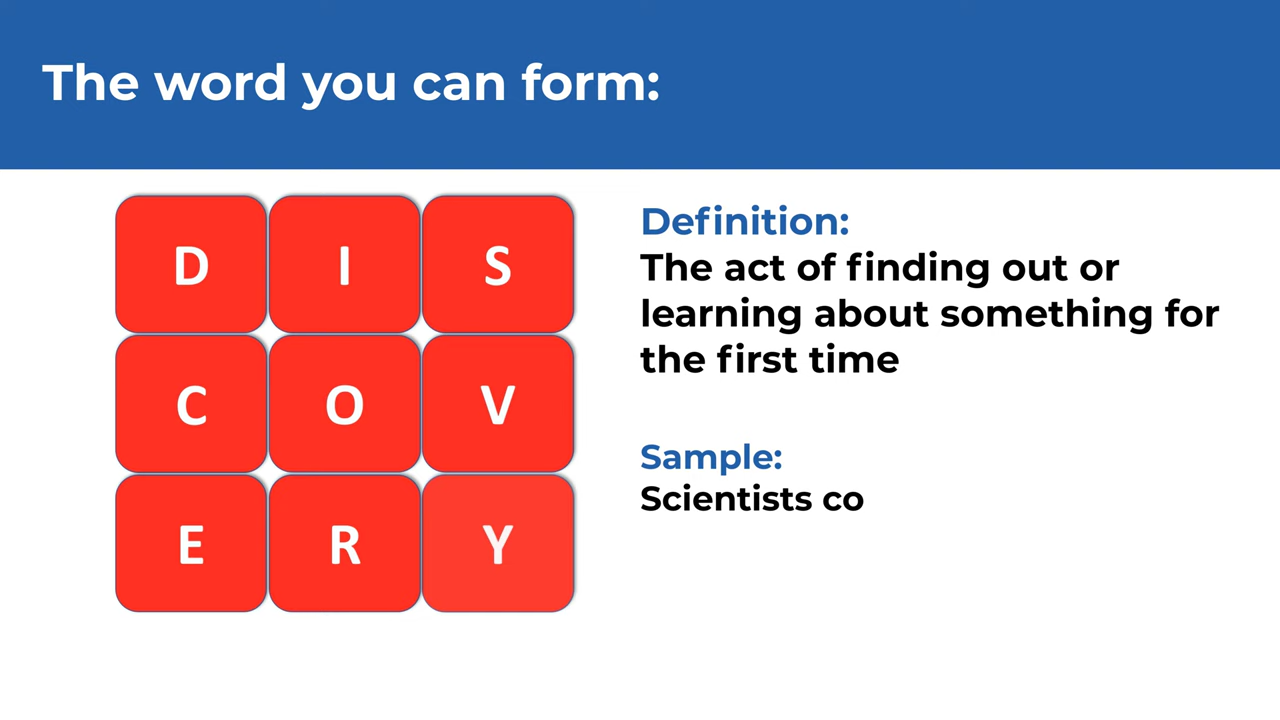 The word you can form:
D I S
C O V
E R Y
Definition:
The act of finding out or
learning about something for
the first time
Sample:
Scientists co